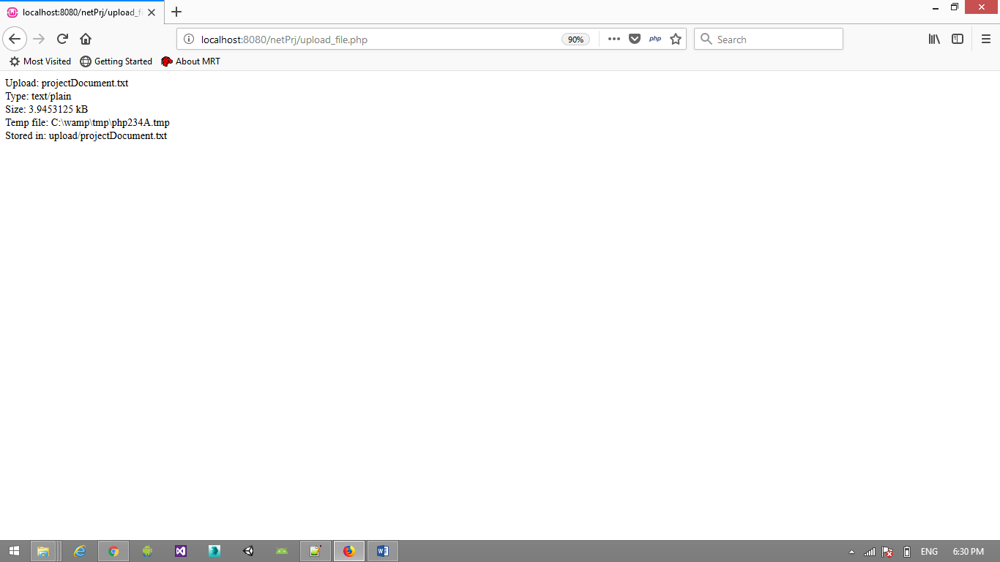 localhost:8080/netPrj/upload_fi
localhost:8080/netPrj/upload_file.php
90%
php
Search
Most Visited
Getting Started
About MRT
Upload: projectDocument.txt
Type: text/plain
Size: 3.9453125 kB
Temp file: C:\wamp\tmp\php234A.tmp
Stored in: upload/projectDocument.txt
ENG
6:30 PM